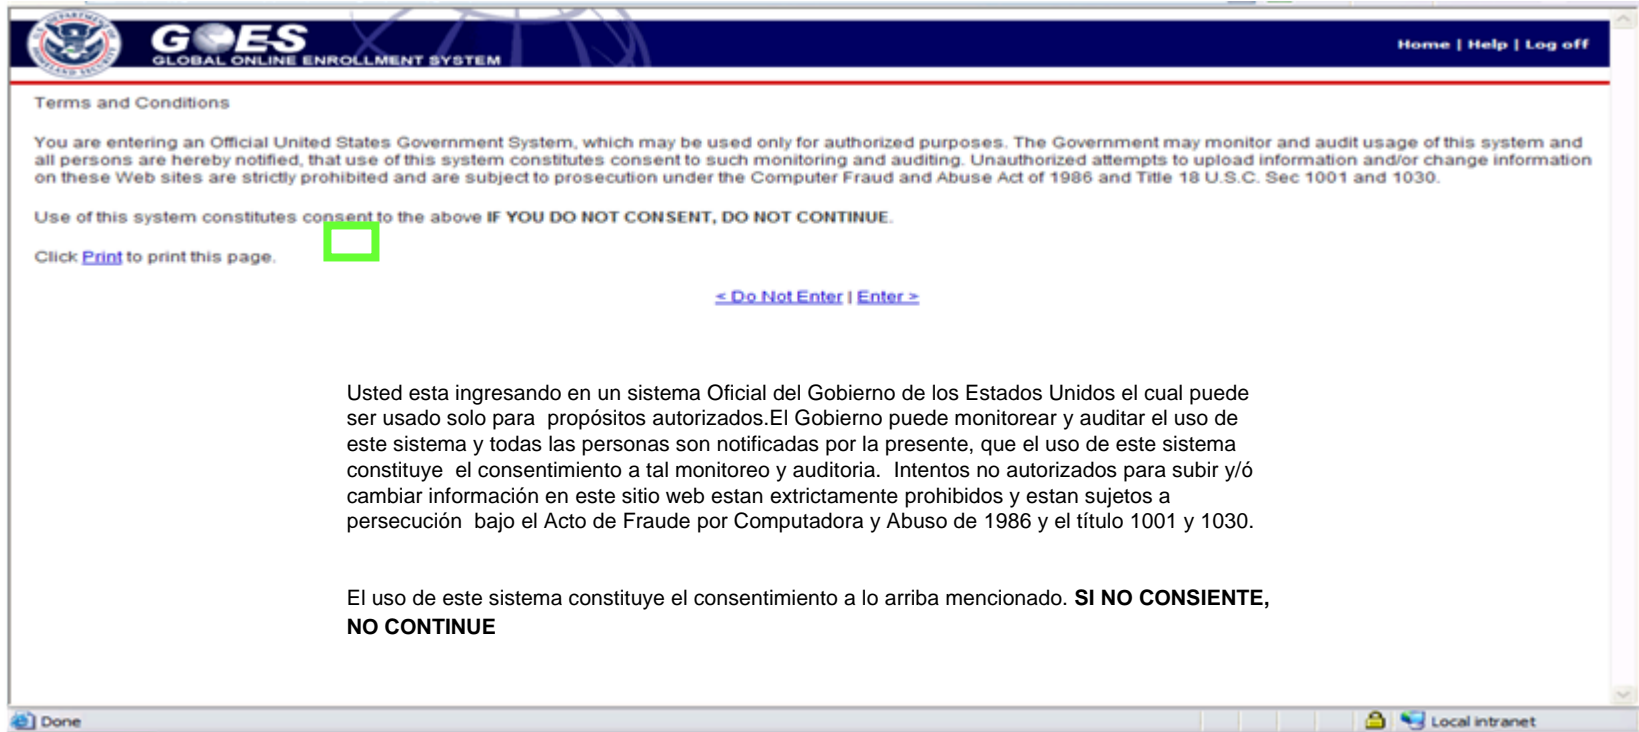 GOES
GLOBAL ONLINE ENROLLMENT SYSTEM
Home | Help | Log off
Terms and Conditions
You are entering an Official United States Government System, which may be used only for authorized purposes. The Government may monitor and audit usage of this system and
all persons are hereby notified, that use of this system constitutes consent to such monitoring and auditing. Unauthorized attempts to upload information and/or change information
on these Web sites are strictly prohibited and are subject to prosecution under the Computer Fraud and Abuse Act of 1986 and Title 18 U.S.C. Sec 1001 and 1030.
Use of this system constitutes consent to the above IF YOU DO NOT CONSENT, DO NOT CONTINUE.
Click Print to print this page.
< Do Not Enter | Enter >
Usted esta ingresando en un sistema Oficial del Gobierno de los Estados Unidos el cual puede
ser usado solo para propósitos autorizados.El Gobierno puede monitorear y auditar el uso de
este sistema y todas las personas son notificadas por la presente, que el uso de este sistema
constituye el consentimiento a tal monitoreo y auditoria. Intentos no autorizados para subir y/ó
cambiar información en este sitio web estan extrictamente prohibidos y estan sujetos a
persecución bajo el Acto de Fraude por Computadora y Abuso de 1986 y el título 1001 y 1030.
El uso de este sistema constituye el consentimiento a lo arriba mencionado. SI NO CONSIENTE,
NO CONTINUE
Done
Local intranet